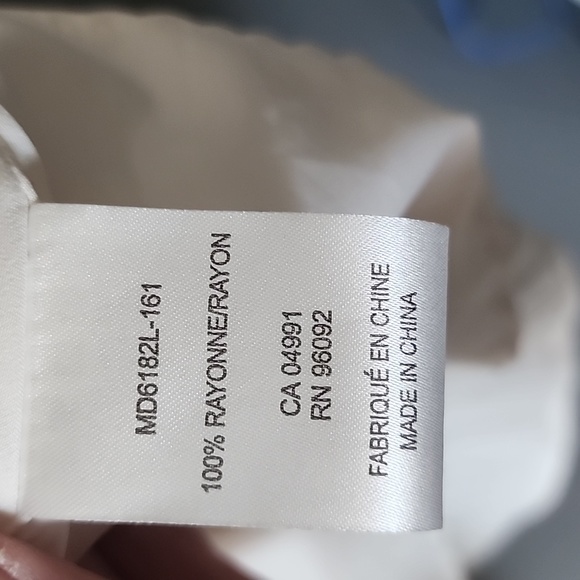 MD6182L-161
100% RAYONNE/RAYON
CA 04991
RN 96092
FABRIQUÉ EN CHINE
MADE IN CHINA